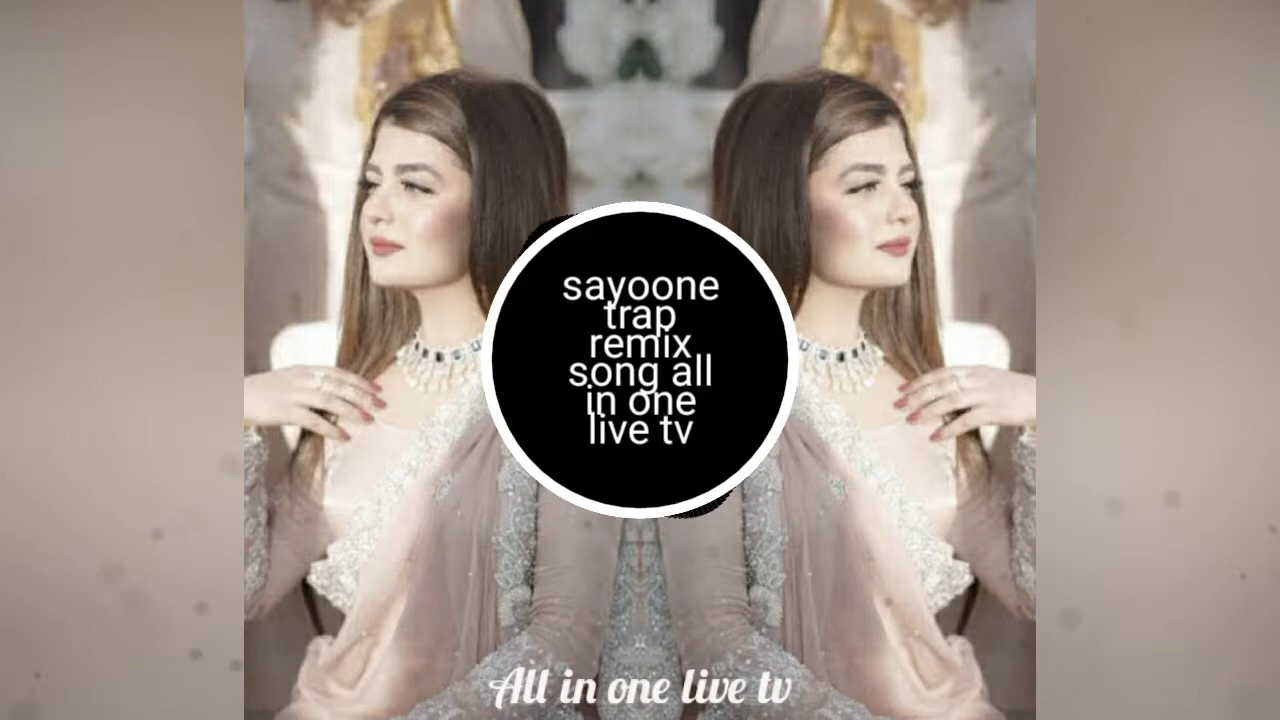 sayoone
trap
remix
song all
in one
live tv
All in one live tv